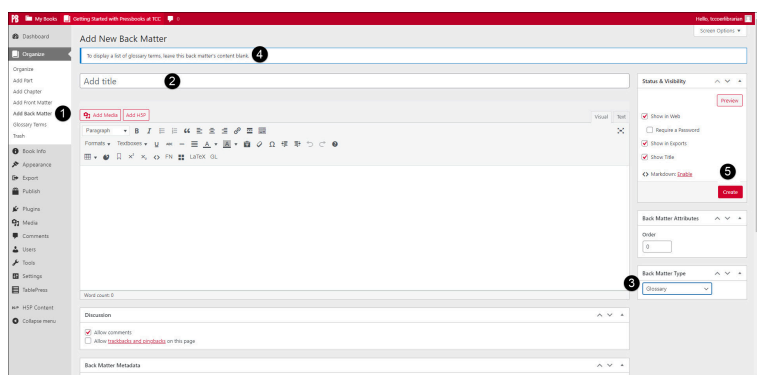 My Books Getting Started with Pressbooks at TCC 0 Hello, tccoerlibrarian
Screen Options
Dashboard
Organize
Organize
Add Part
Add Chapter
Add Front Matter
Add Back Matter 1
Glossary Terms
Trash
Book Info
Appearance
Export
Publish
Plugins
Media
Comments
Users
Tools
Settings
TablePress
H5P H5P Content
Collapse menu
Add New Back Matter
To display a list of glossary terms, leave this back matter's content blank. 4
Add title 2
Add Media Add H5P
Visual Text
Paragraph B I
Formats Textboxes U A A Ω
x² x₂ FN LaTeX GL
Word count: 0
Discussion
Allow comments
Allow trackbacks and pingbacks on this page
Back Matter Metadata
Status & Visibility
Preview
Show in Web
Require a Password
Show in Exports
Show Title
5
Markdown: Enable
Create
Back Matter Attributes
Order
0
Back Matter Type
3
Glossary